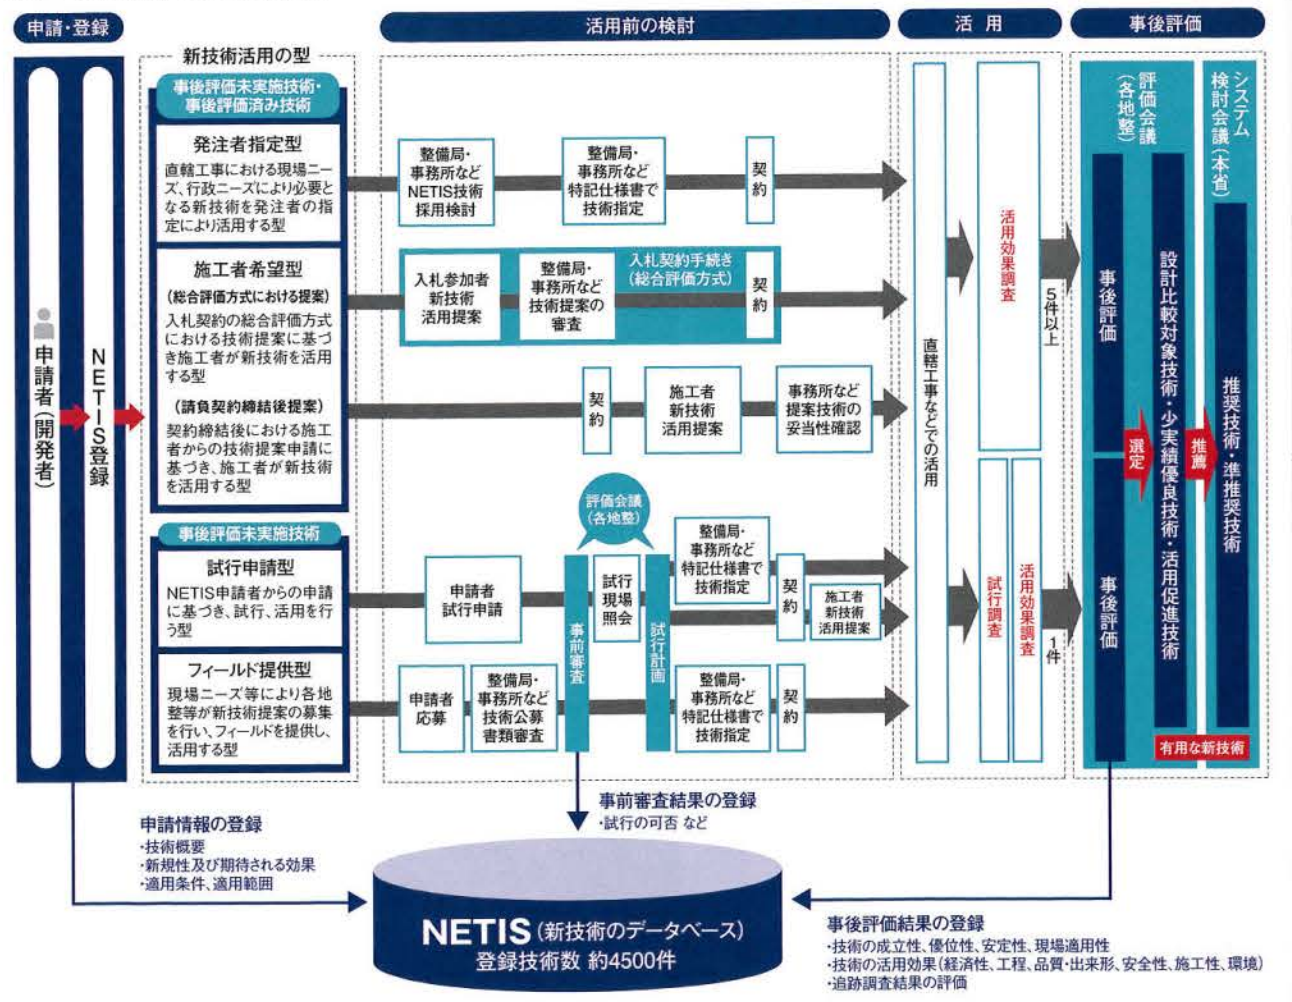 申請・登録
活用前の検討
活 用
事後評価
申請者(開発者)
NETIS登録
新技術活用の型
事後評価未実施技術・
事後評価済み技術
発注者指定型
直轄工事における現場ニー
ズ、行政ニーズにより必要と
なる新技術を発注者の指
定により活用する型
施工者希望型
(総合評価方式における提案)
入札契約の総合評価方式
における技術提案に基づ
き施工者が新技術を活用
する型
(請負契約締結後提案)
契約締結後における施工
者からの技術提案申請に
基づき、施工者が新技術
を活用する型
事後評価未実施技術
試行申請型
NETIS申請者からの申請
に基づき、試行、活用を行
う型
フィールド提供型
現場ニーズ等により各地
整等が新技術提案の募集
を行い、フィールドを提供し、
活用する型
整備局・
事務所など
NETIS技術
採用検討
整備局・
事務所など
特記仕様書で
技術指定
契約
入札参加者
新技術
活用提案
整備局・
事務所など
技術提案の
審査
入札契約手続き
(総合評価方式)
契約
契約
施工者
新技術
活用提案
事務所など
提案技術の
妥当性確認
評価会議
(各地整)
申請者
試行申請
事前審査
試行
現場
照会
試行計画
整備局・
事務所など
特記仕様書で
技術指定
契約
施工者
新技術
活用提案
申請者
応募
整備局・
事務所など
技術公募
書類審査
整備局・
事務所など
特記仕様書で
技術指定
契約
直轄工事などでの活用
活用効果調査
5件以上
試行調査
活用効果調査
1件
評価会議
(各地整)
事後評価
事後評価
選定
設計比較対象技術・少実績優良技術・活用促進技術
推薦
システム
検討会議(本省)
推奨技術・準推奨技術
有用な新技術
申請情報の登録
・技術概要
・新規性及び期待される効果
・適用条件、適用範囲
事前審査結果の登録
・試行の可否 など
NETIS(新技術のデータベース)
登録技術数 約4500件
事後評価結果の登録
・技術の成立性、優位性、安定性、現場適用性
・技術の活用効果(経済性、工程、品質・出来形、安全性、施工性、環境)
・追跡調査結果の評価